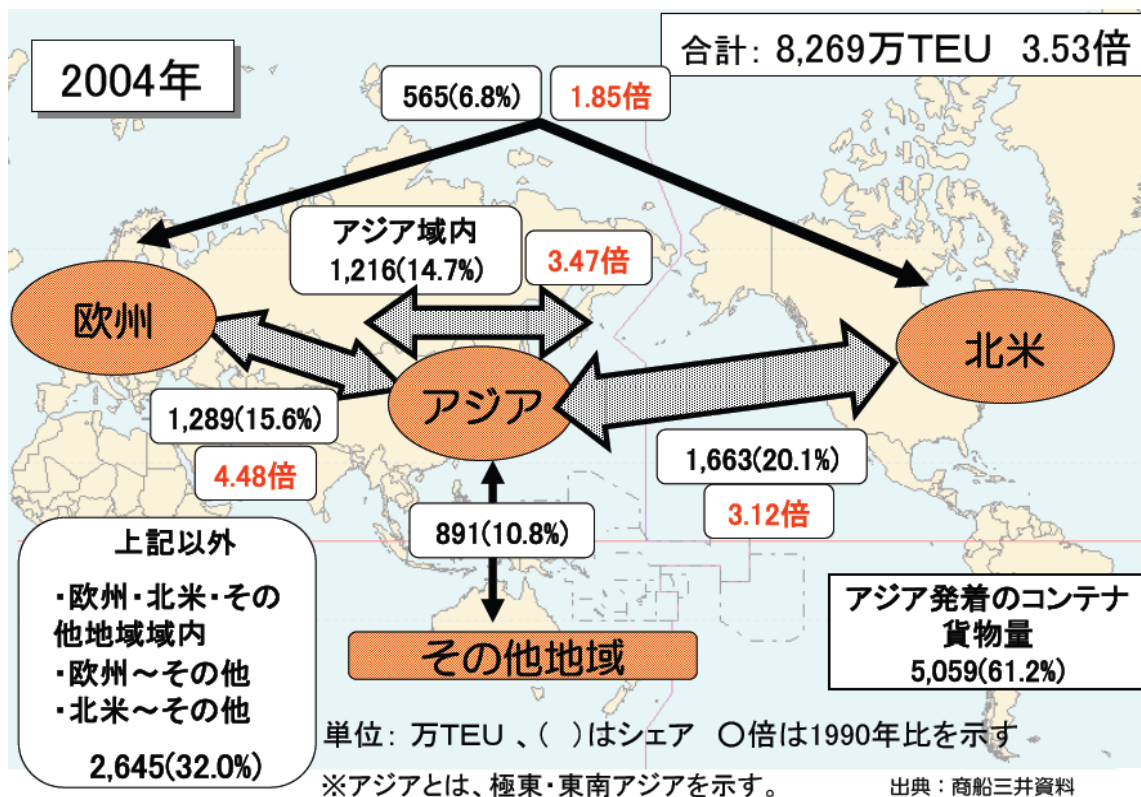 2004年
合計: 8,269万TEU 3.53倍
565(6.8%)
1.85倍
アジア域内
1,216(14.7%)
3.47倍
欧州
アジア
北米
1,289(15.6%)
4.48倍
1,663(20.1%)
3.12倍
891(10.8%)
上記以外
・欧州・北米・その
他地域域内
・欧州～その他
・北米～その他
2,645(32.0%)
アジア発着のコンテナ
貨物量
5,059(61.2%)
その他地域
単位: 万TEU 、( )はシェア 〇倍は1990年比を示す
※アジアとは、極東・東南アジアを示す。
出典：商船三井資料